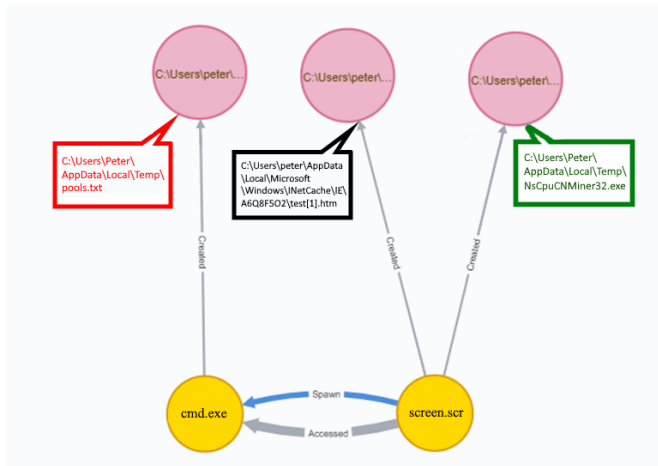 C:\Users\peter\...
C:\Users\peter\...
C:\Users\peter\...
C:\Users\Peter\
AppData\Local\Temp\
pools.txt
C:\Users\peter\AppData
\Local\Microsoft
\Windows\INetCache\IE\
A6Q8F5O2\test[1].htm
C:\Users\Peter\
AppData\Local\Temp\
NsCpuCNMiner32.exe
Created
Created
Created
cmd.exe
Spawn
Accessed
screen.scr